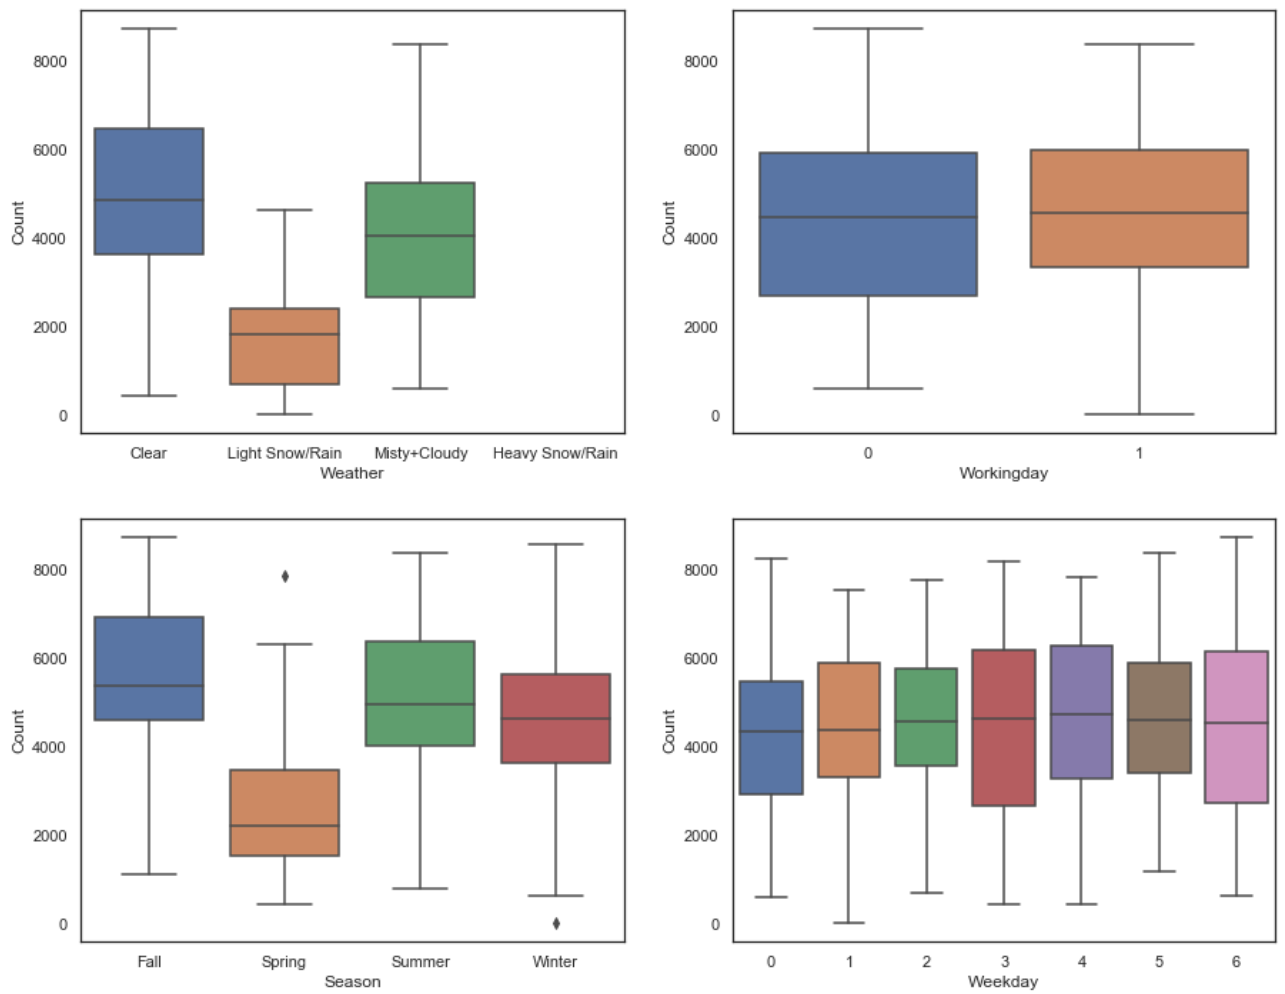 8000
6000
4000
2000
0
Count
Clear Light Snow/Rain Misty+Cloudy Heavy Snow/Rain
Weather
8000
6000
4000
2000
0
Count
0 1
Workingday
8000
6000
4000
2000
0
Count
Fall Spring Summer Winter
Season
8000
6000
4000
2000
0
Count
0 1 2 3 4 5 6
Weekday